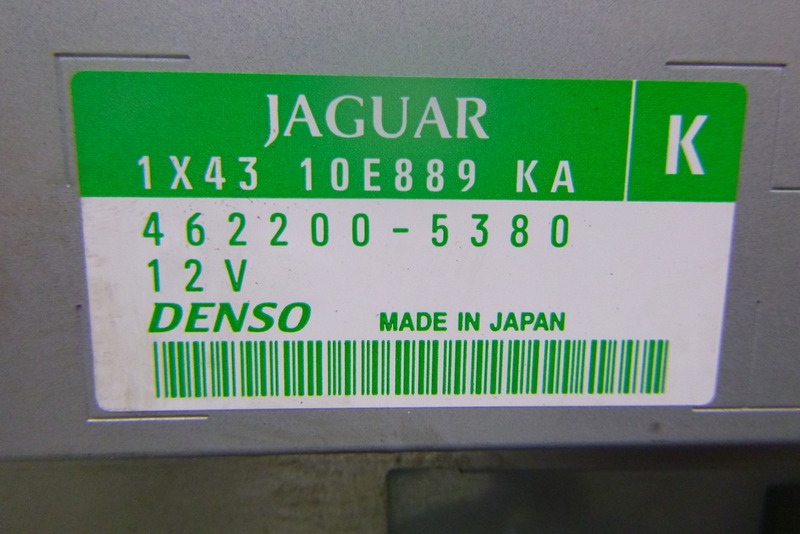 JAGUAR
1X43 10E889 KA
K
462200-5380
12V
DENSO MADE IN JAPAN